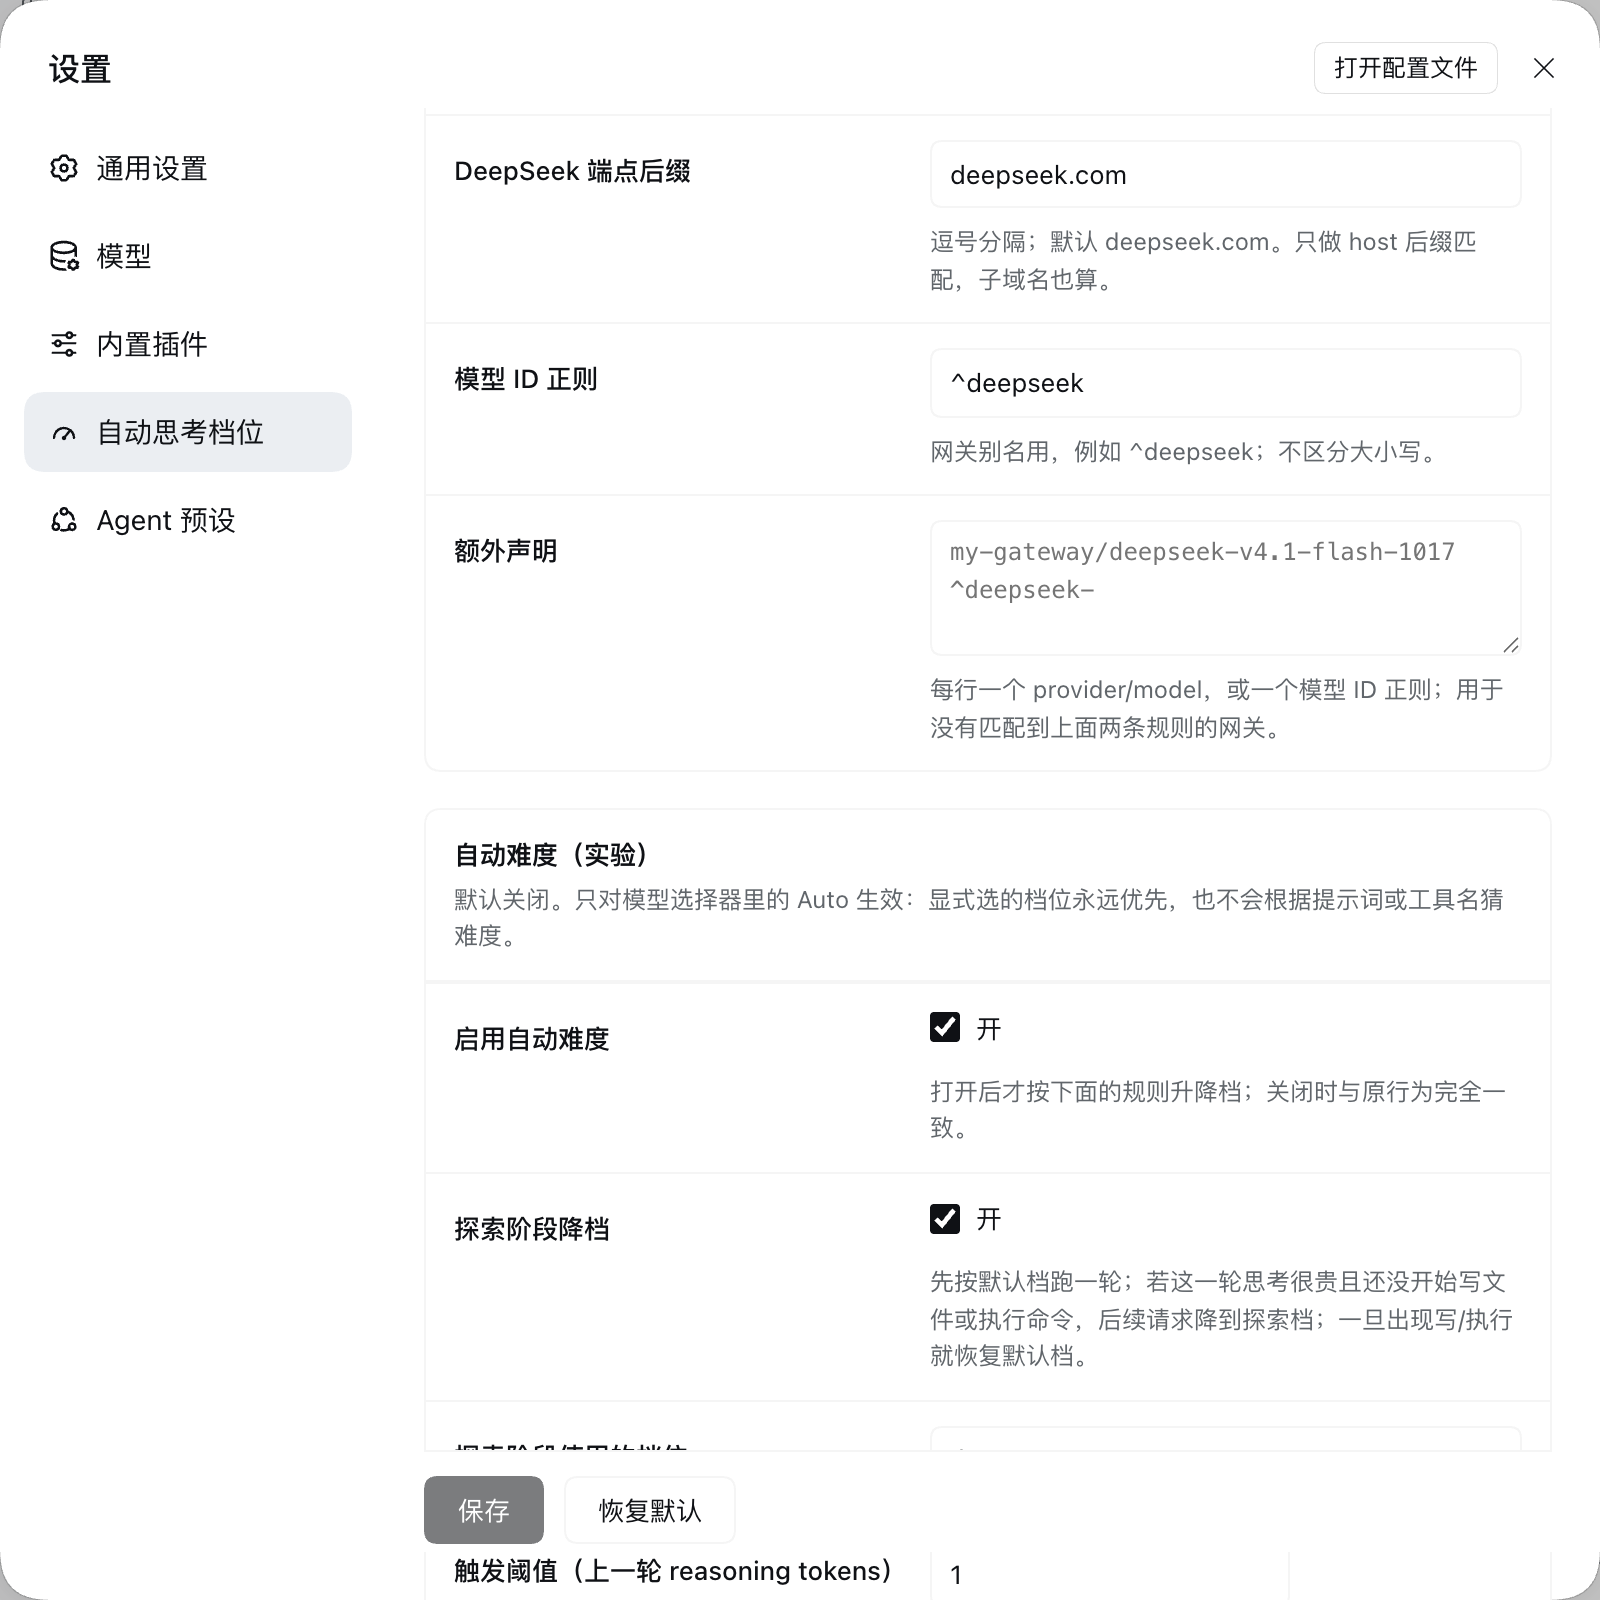 设置
打开配置文件
通用设置
模型
内置插件
自动思考档位
Agent 预设
DeepSeek 端点后缀
deepseek.com
逗号分隔；默认 deepseek.com。只做 host 后缀匹
配，子域名也算。
模型 ID 正则
^deepseek
网关别名用，例如 ^deepseek；不区分大小写。
额外声明
my-gateway/deepseek-v4.1-flash-1017
^deepseek-
每行一个 provider/model，或一个模型 ID 正则；用于
没有匹配到上面两条规则的网关。
自动难度（实验）
默认关闭。只对模型选择器里的 Auto 生效：显式选的档位永远优先，也不会根据提示词或工具名猜
难度。
启用自动难度
开
打开后才按下面的规则升降档；关闭时与原行为完全一
致。
探索阶段降档
开
先按默认档跑一轮；若这一轮思考很贵且还没开始写文
件或执行命令，后续请求降到探索档；一旦出现写/执行
就恢复默认档。
保存
恢复默认
触发阈值（上一轮 reasoning tokens）
1